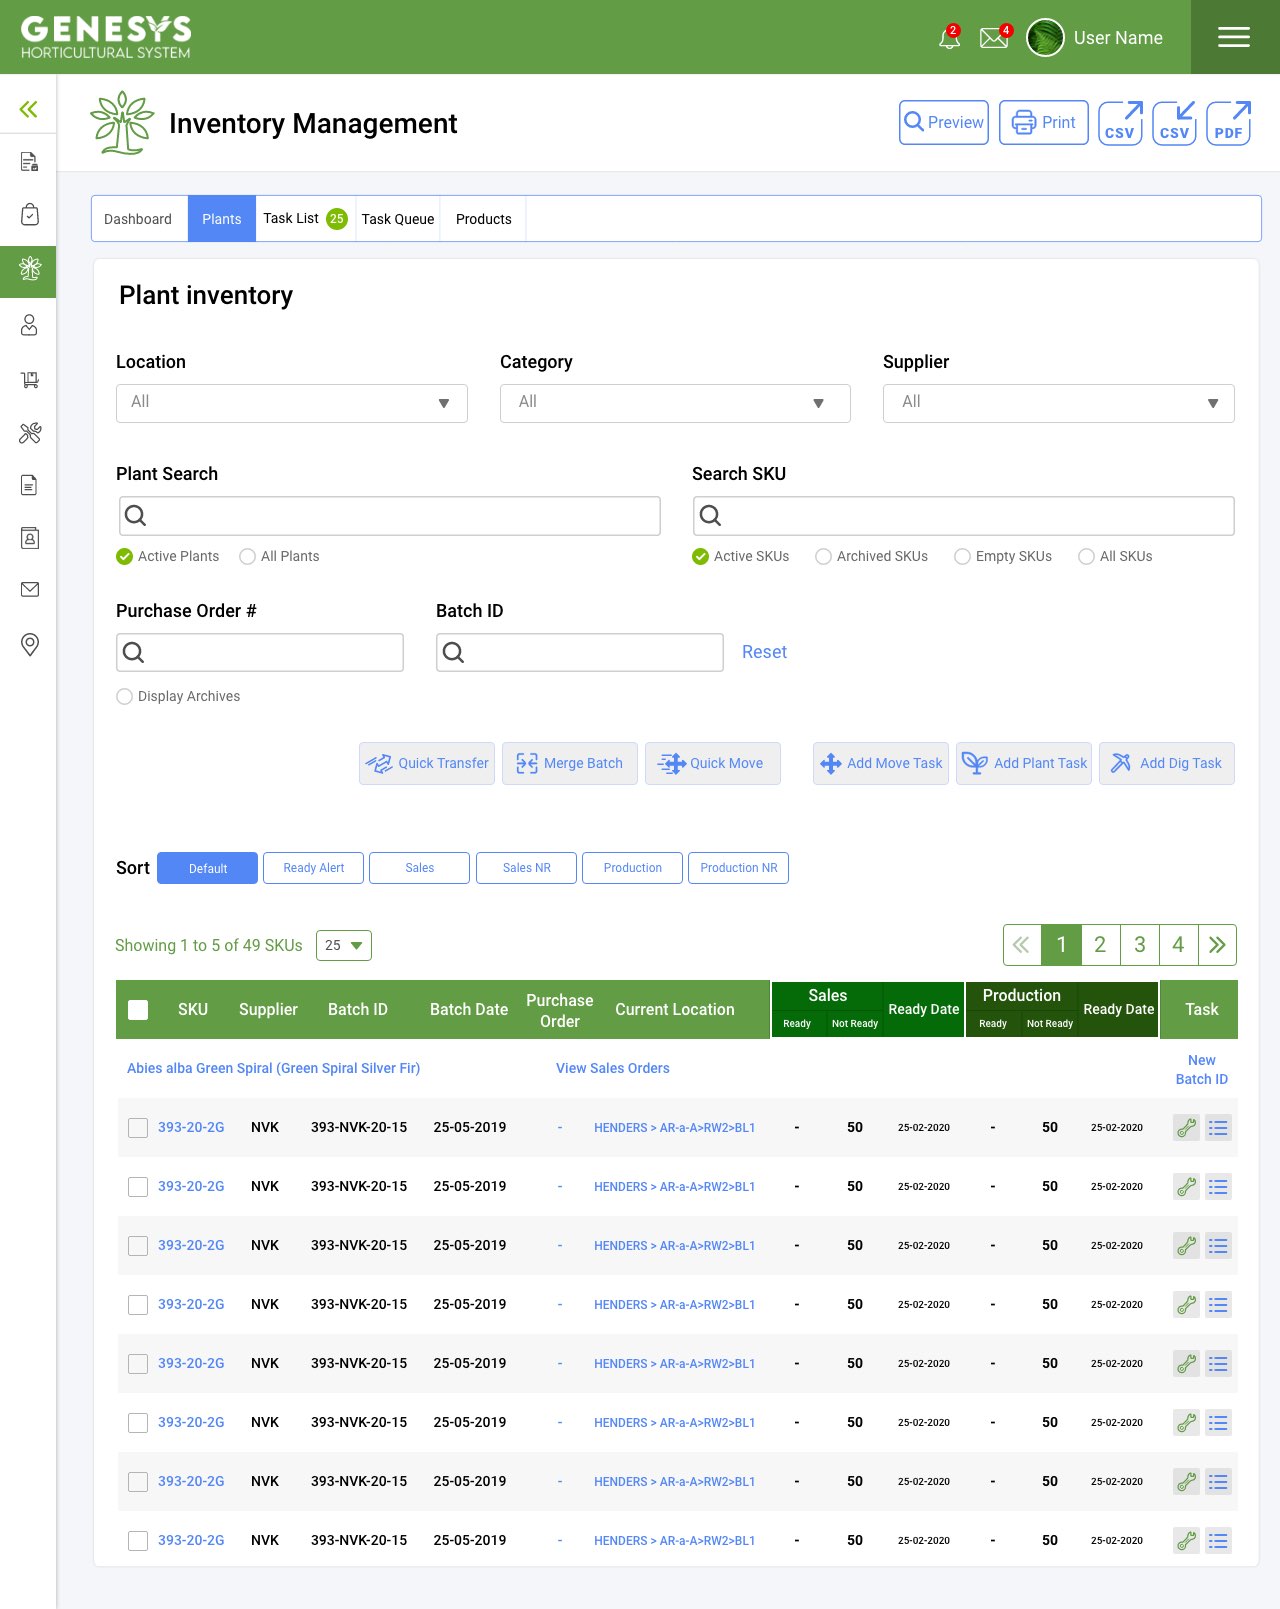 GENESYS
HORTICULTURAL SYSTEM
2
4
User Name
Inventory Management
Preview
Print
CSV
CSV
PDF
Dashboard
Plants
Task List 25
Task Queue
Products
Plant inventory
Location
Category
Supplier
All
All
All
Plant Search
Search SKU
Active Plants
All Plants
Active SKUs
Archived SKUs
Empty SKUs
All SKUs
Purchase Order #
Batch ID
Reset
Display Archives
Quick Transfer
Merge Batch
Quick Move
Add Move Task
Add Plant Task
Add Dig Task
Sort
Default
Ready Alert
Sales
Sales NR
Production
Production NR
Showing 1 to 5 of 49 SKUs
25
1 2 3 4
SKU
Supplier
Batch ID
Batch Date
Purchase
Order
Current Location
Sales
Ready
Not Ready
Ready Date
Production
Ready
Not Ready
Ready Date
Task
Abies alba Green Spiral (Green Spiral Silver Fir)
View Sales Orders
New
Batch ID
393-20-2G NVK 393-NVK-20-15 25-05-2019 - HENDERS > AR-a-A>RW2>BL1 - 50 25-02-2020 - 50 25-02-2020
393-20-2G NVK 393-NVK-20-15 25-05-2019 - HENDERS > AR-a-A>RW2>BL1 - 50 25-02-2020 - 50 25-02-2020
393-20-2G NVK 393-NVK-20-15 25-05-2019 - HENDERS > AR-a-A>RW2>BL1 - 50 25-02-2020 - 50 25-02-2020
393-20-2G NVK 393-NVK-20-15 25-05-2019 - HENDERS > AR-a-A>RW2>BL1 - 50 25-02-2020 - 50 25-02-2020
393-20-2G NVK 393-NVK-20-15 25-05-2019 - HENDERS > AR-a-A>RW2>BL1 - 50 25-02-2020 - 50 25-02-2020
393-20-2G NVK 393-NVK-20-15 25-05-2019 - HENDERS > AR-a-A>RW2>BL1 - 50 25-02-2020 - 50 25-02-2020
393-20-2G NVK 393-NVK-20-15 25-05-2019 - HENDERS > AR-a-A>RW2>BL1 - 50 25-02-2020 - 50 25-02-2020
393-20-2G NVK 393-NVK-20-15 25-05-2019 - HENDERS > AR-a-A>RW2>BL1 - 50 25-02-2020 - 50 25-02-2020